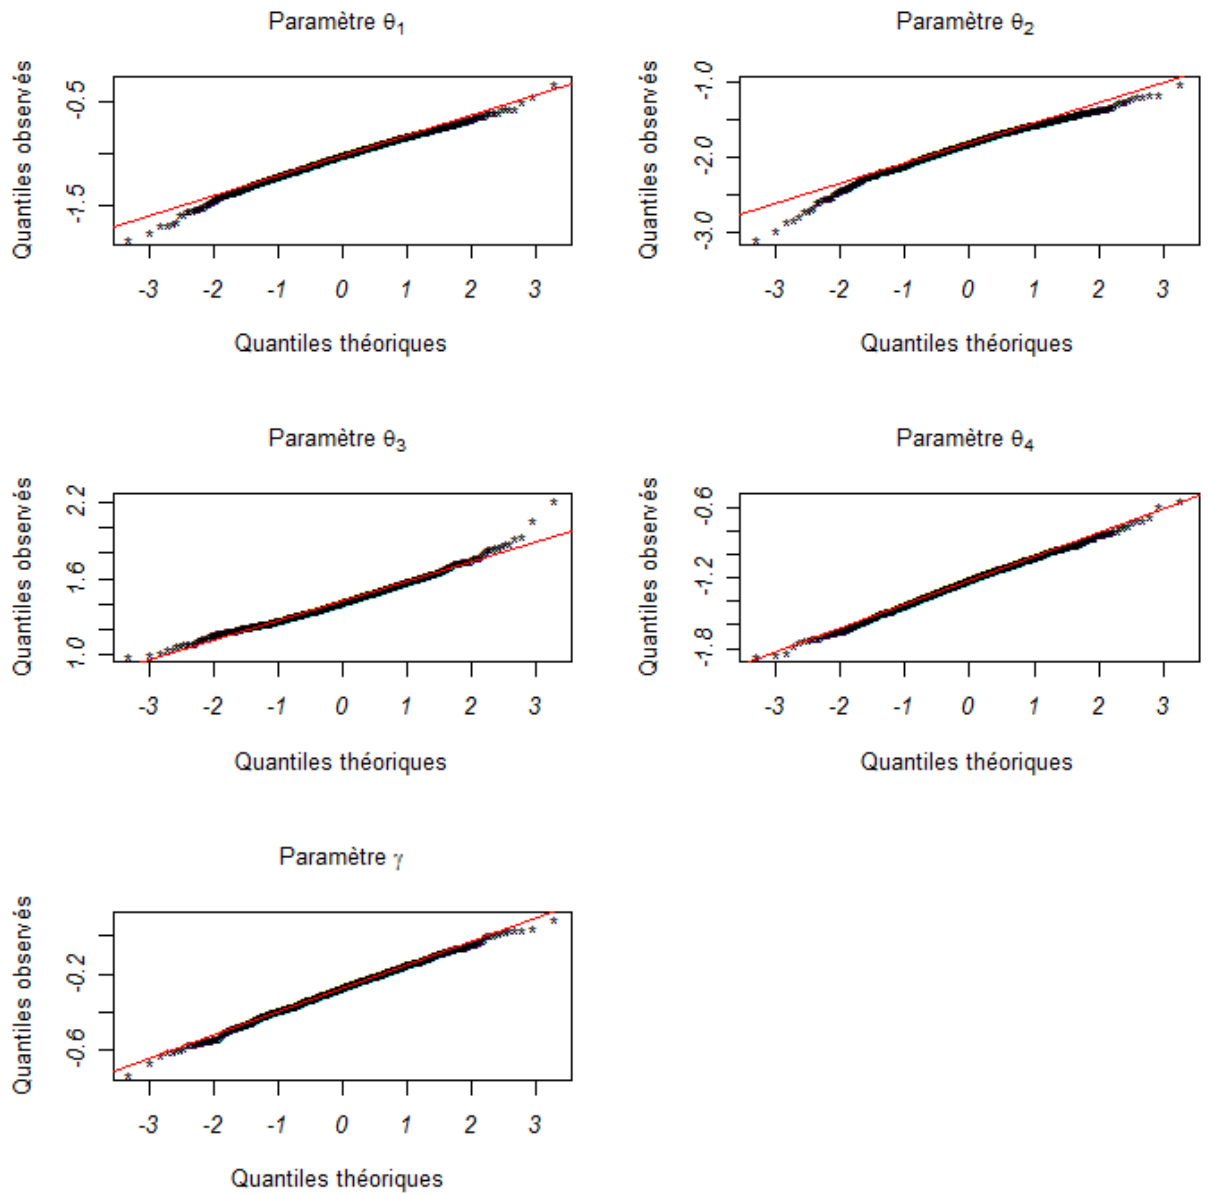 Paramètre θ1
Quantiles observés
-0.5
-1.5
-3 -2 -1 0 1 2 3
Quantiles théoriques
Paramètre θ2
Quantiles observés
-1.0
-2.0
-3.0
-3 -2 -1 0 1 2 3
Quantiles théoriques
Paramètre θ3
Quantiles observés
2.2
1.6
1.0
-3 -2 -1 0 1 2 3
Quantiles théoriques
Paramètre θ4
Quantiles observés
-0.6
-1.2
-1.8
-3 -2 -1 0 1 2 3
Quantiles théoriques
Paramètre γ
Quantiles observés
-0.2
-0.6
-3 -2 -1 0 1 2 3
Quantiles théoriques